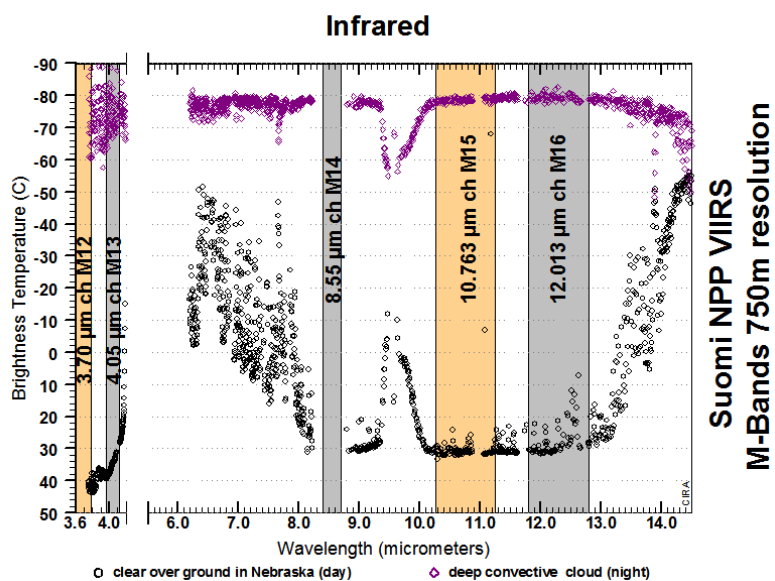 Infrared
-90
-80
-70
-60
-50
-40
-30
-20
-10
0
10
20
30
40
50
Brightness Temperature (C)
3.70 µm ch M12
4.05 µm ch M13
8.55 µm ch M14
10.763 µm ch M15
12.013 µm ch M16
Suomi NPP VIIRS
M-Bands 750m resolution
CIRA
3.6 4.0 6.0 7.0 8.0 9.0 10.0 11.0 12.0 13.0 14.0
Wavelength (micrometers)
clear over ground in Nebraska (day) deep convective cloud (night)